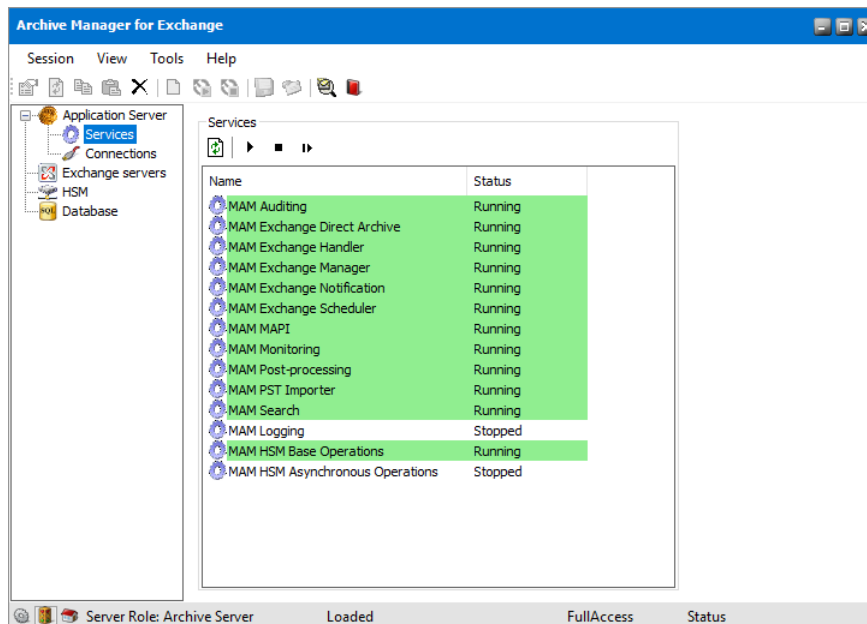 Archive Manager for Exchange
Session View Tools Help
Application Server
Services
Connections
Exchange servers
HSM
SQL Database
Services
Name Status
MAM Auditing Running
MAM Exchange Direct Archive Running
MAM Exchange Handler Running
MAM Exchange Manager Running
MAM Exchange Notification Running
MAM Exchange Scheduler Running
MAM MAPI Running
MAM Monitoring Running
MAM Post-processing Running
MAM PST Importer Running
MAM Search Running
MAM Logging Stopped
MAM HSM Base Operations Running
MAM HSM Asynchronous Operations Stopped
Server Role: Archive Server Loaded FullAccess Status